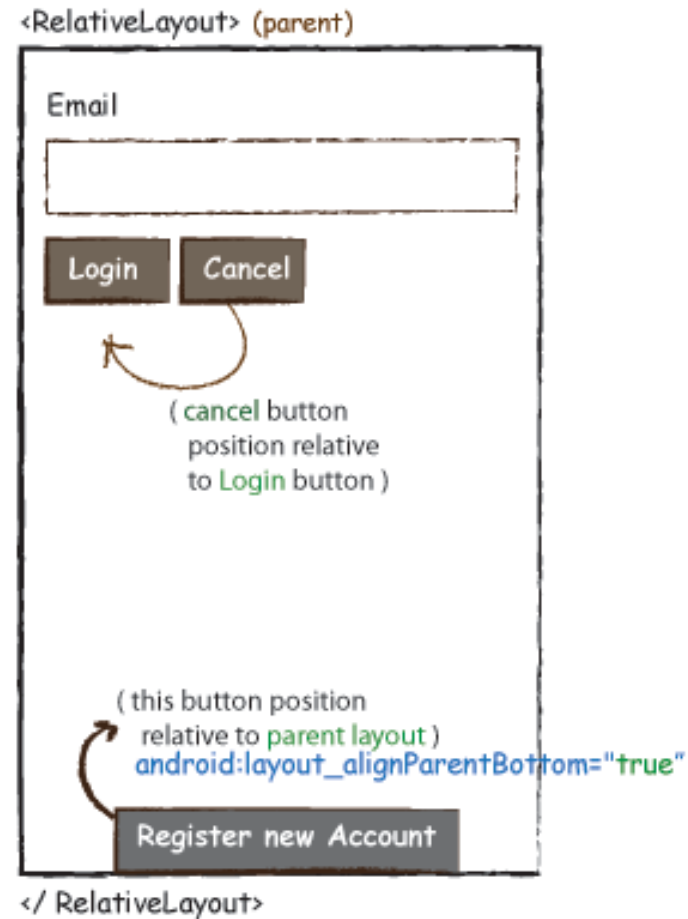 <RelativeLayout> (parent)
Email
Login
Cancel
( cancel button
position relative
to Login button )
( this button position
relative to parent layout )
android:layout_alignParentBottom="true"
Register new Account
</ RelativeLayout>